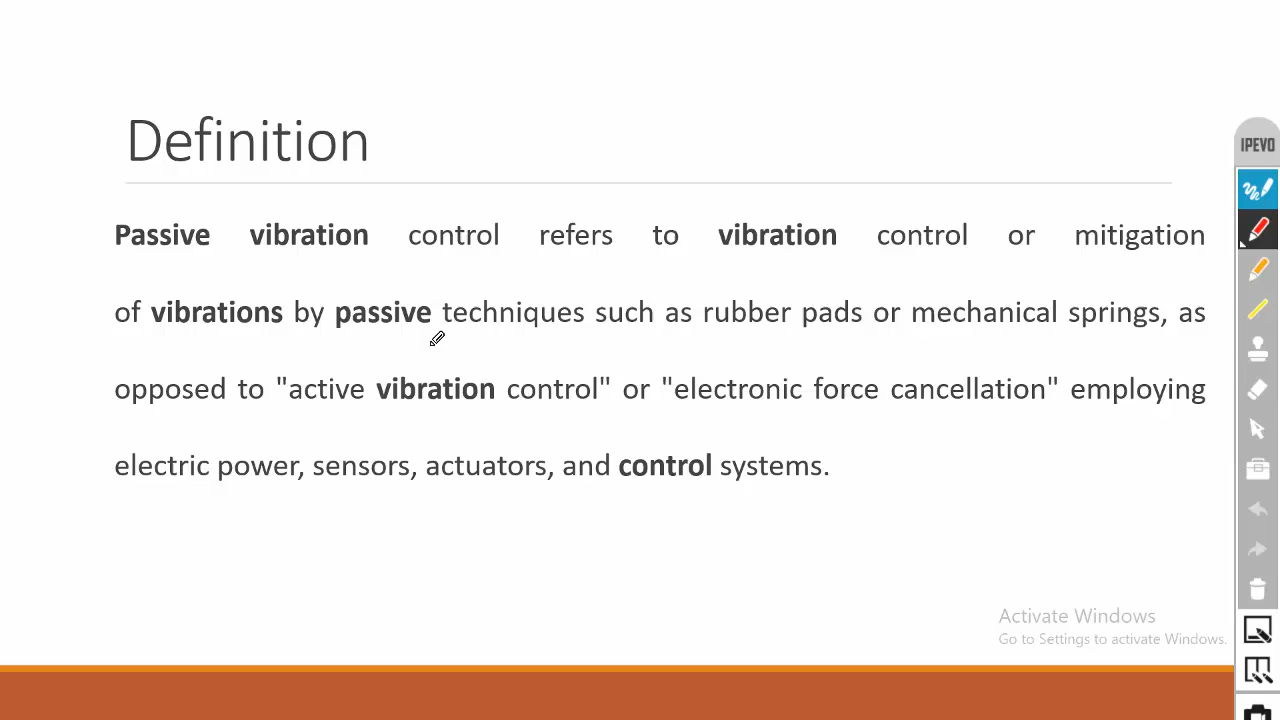 Definition
Passive vibration control refers to vibration control or mitigation
of vibrations by passive techniques such as rubber pads or mechanical springs, as
opposed to "active vibration control" or "electronic force cancellation" employing
electric power, sensors, actuators, and control systems.
Activate Windows
Go to Settings to activate Windows.
IPEVO